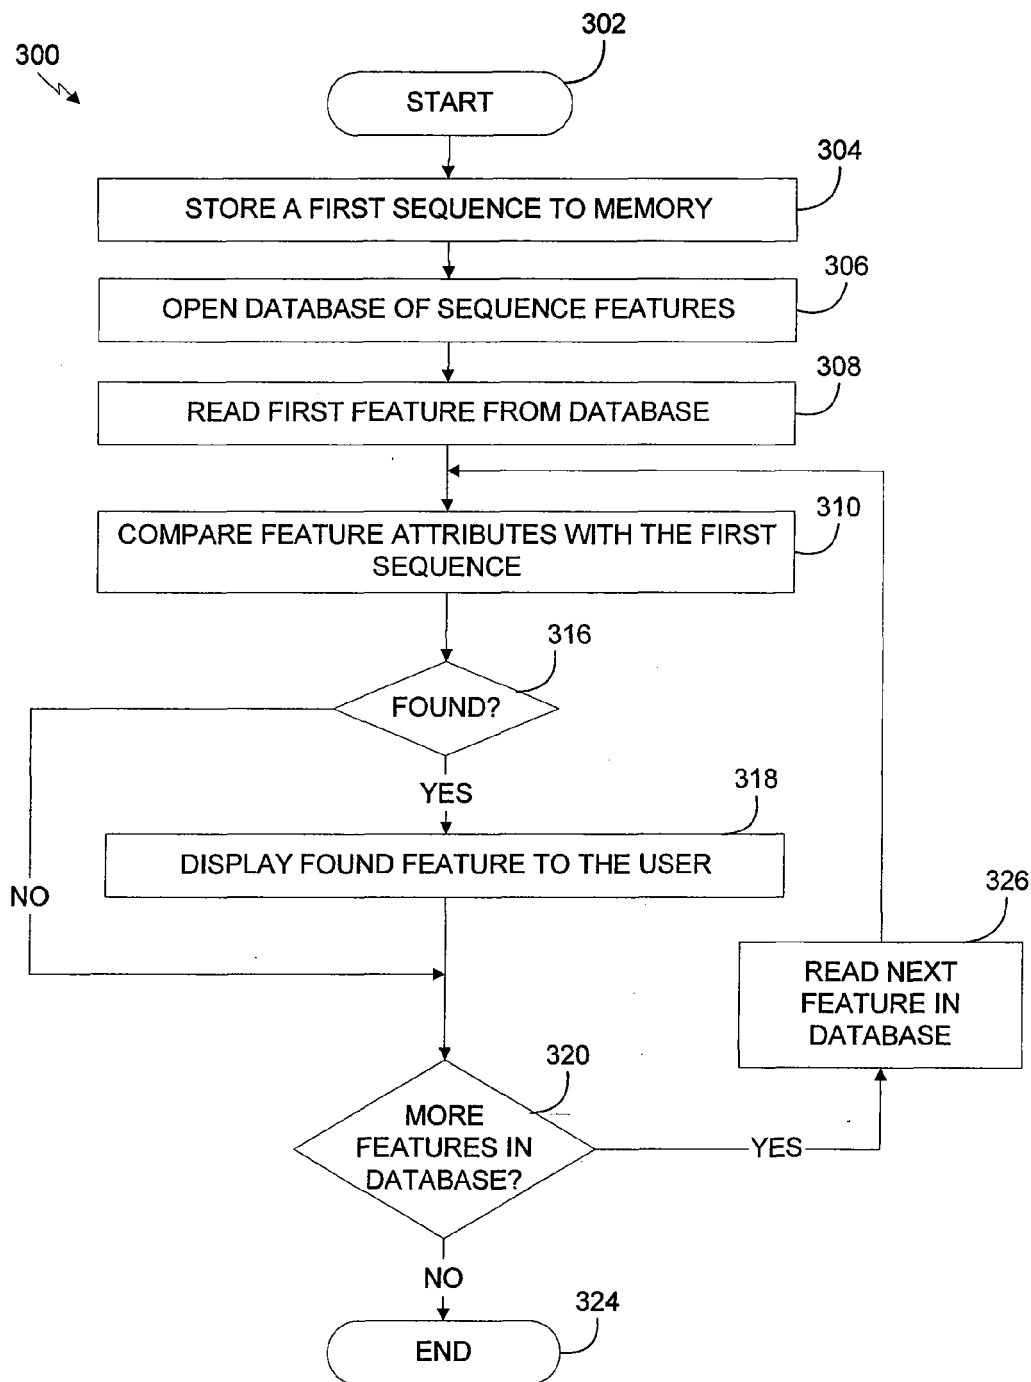 302
300
START
304
STORE A FIRST SEQUENCE TO MEMORY
306
OPEN DATABASE OF SEQUENCE FEATURES
308
READ FIRST FEATURE FROM DATABASE
310
COMPARE FEATURE ATTRIBUTES WITH THE FIRST
SEQUENCE
316
FOUND?
YES
318
DISPLAY FOUND FEATURE TO THE USER
NO
326
READ NEXT
FEATURE IN
DATABASE
320
MORE
FEATURES IN
DATABASE?
YES
NO
324
END